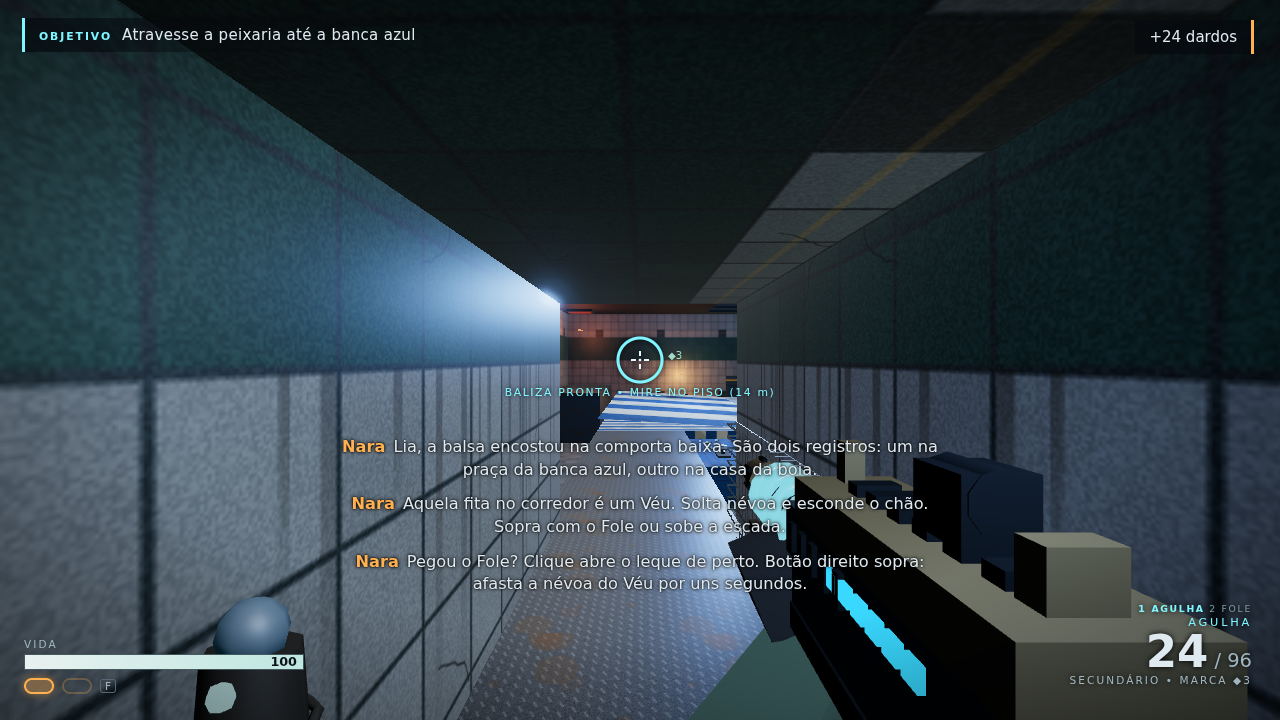 OBJETIVO Atravesse a peixaria até a banca azul
+24 dardos
◆3
BALIZA PRONTA • MIRE NO PISO (14 m)
Nara Lia, a balsa encostou na comporta baixa. São dois registros: um na
praça da banca azul, outro na casa da boia.
Nara Aquela fita no corredor é um Véu. Solta névoa e esconde o chão.
Sopra com o Fole ou sobe a escada.
Nara Pegou o Fole? Clique abre o leque de perto. Botão direito sopra:
afasta a névoa do Véu por uns segundos.
VIDA
100
F
1 AGULHA 2 FOLE
AGULHA
24 / 96
SECUNDÁRIO • MARCA ◆3